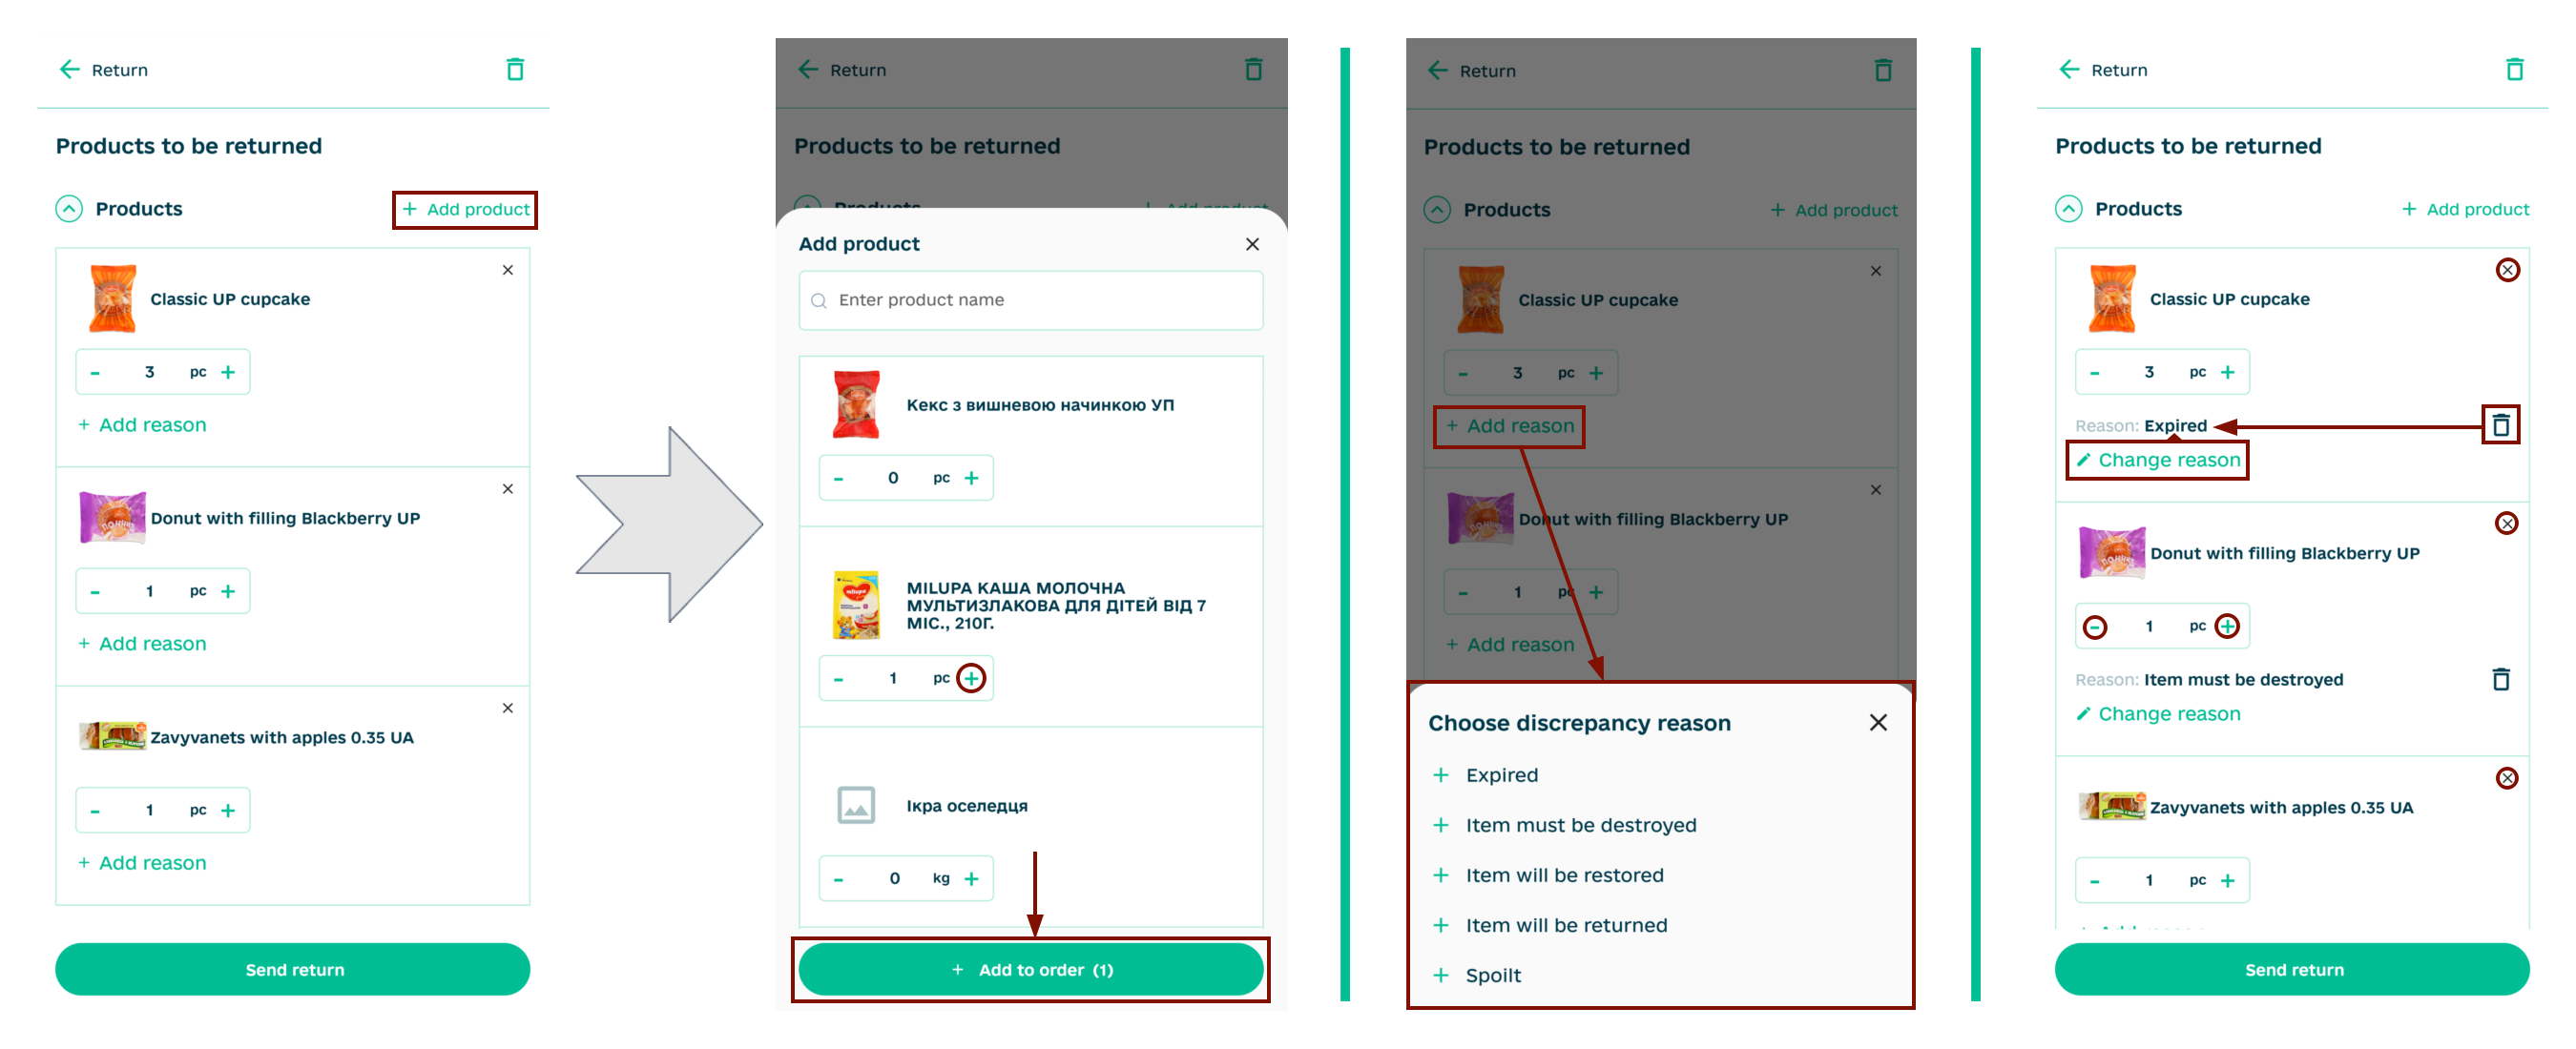 Return
Products to be returned
Products
+ Add product
Classic UP cupcake
- 3 pc +
+ Add reason
Donut with filling Blackberry UP
- 1 pc +
+ Add reason
Zavyvanets with apples 0.35 UA
- 1 pc +
+ Add reason
Send return
Return
Products to be returned
Products
+ Add product
Add product
Enter product name
Кекс з вишневою начинкою УП
- 0 pc +
MILUPA КАША МОЛОЧНА
МУЛЬТИЗЛАКОВА ДЛЯ ДІТЕЙ ВІД 7
МІС., 210Г.
- 1 pc +
Ікра оселедця
- 0 kg +
+ Add to order (1)
Return
Products to be returned
Products
+ Add product
Classic UP cupcake
- 3 pc +
+ Add reason
Donut with filling Blackberry UP
- 1 pc +
+ Add reason
Choose discrepancy reason
+ Expired
+ Item must be destroyed
+ Item will be restored
+ Item will be returned
+ Spoilt
Return
Products to be returned
Products
+ Add product
Classic UP cupcake
- 3 pc +
Reason: Expired
Change reason
Donut with filling Blackberry UP
- 1 pc +
Reason: Item must be destroyed
Change reason
Zavyvanets with apples 0.35 UA
- 1 pc +
Send return